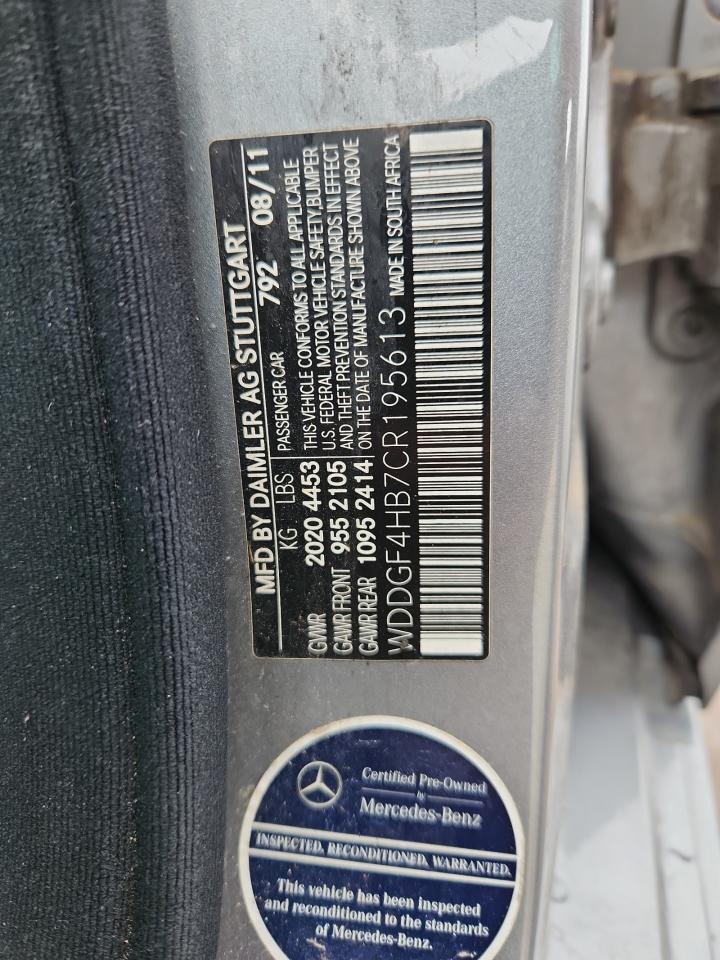 MFD BY DAIMLER AG STUTTGART
792 08/11
KG LBS PASSENGER CAR
GVWR 2020 4453 THIS VEHICLE CONFORMS TO ALL APPLICABLE
U.S. FEDERAL MOTOR VEHICLE SAFETY,BUMPER
GAWR FRONT 955 2105 AND THEFT PREVENTION STANDARDS IN EFFECT
GAWR REAR 1095 2414 ON THE DATE OF MANUFACTURE SHOWN ABOVE
WDDGF4HB7CR195613 MADE IN SOUTH AFRICA
Certified Pre-Owned
by
Mercedes-Benz
INSPECTED. RECONDITIONED. WARRANTED.
This vehicle has been inspected
and reconditioned to the standards
of Mercedes-Benz.